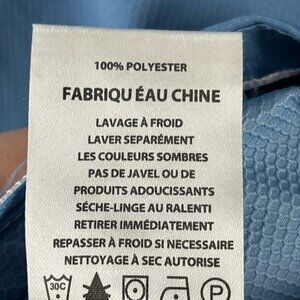 100% POLYESTER
FABRIQU ÉAU CHINE
LAVAGE À FROID
LAVER SEPARÉMENT
LES COULEURS SOMBRES
PAS DE JAVEL OU DE
PRODUITS ADOUCISSANTS
SÉCHE-LINGE AU RALENTI
RETIRER IMMÉDIATEMENT
REPASSER À FROID SI NECESSAIRE
NETTOYAGE À SEC AUTORISE
30C P